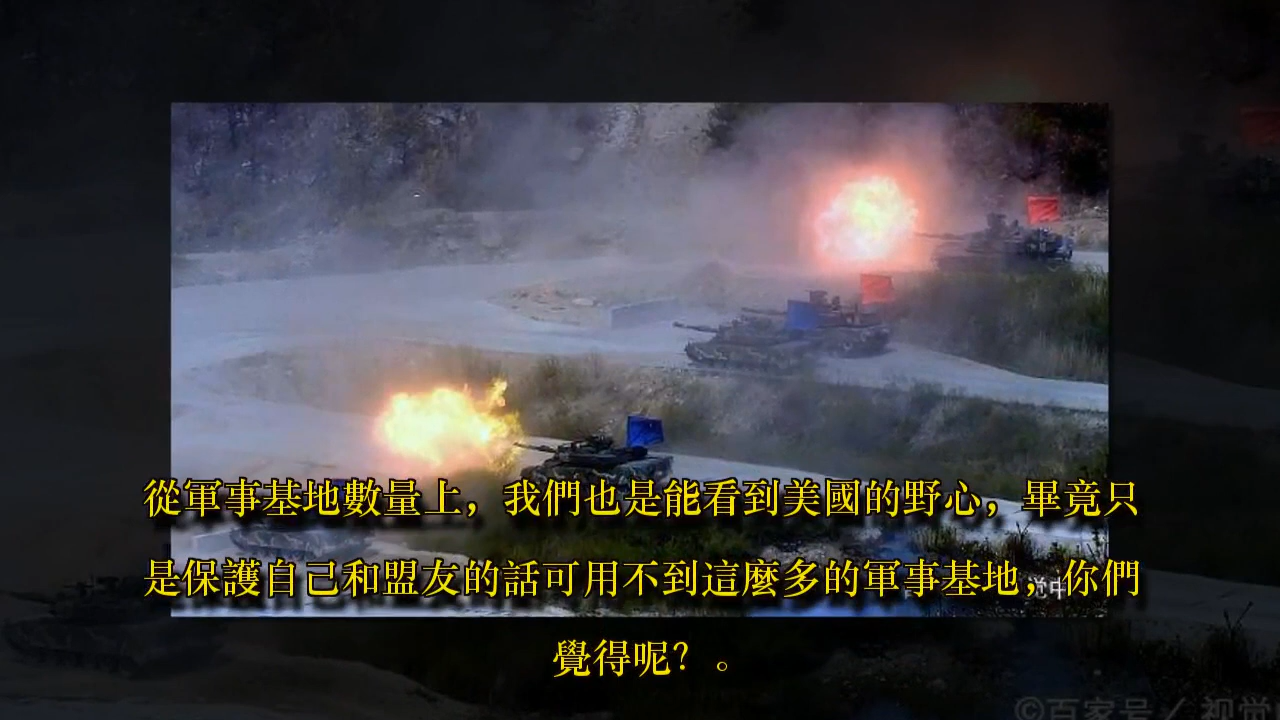 從軍事基地數量上，我們也是能看到美國的野心，畢竟只
是保護自己和盟友的話可用不到這麼多的軍事基地，你們
覺得呢？。
©百家号／视觉